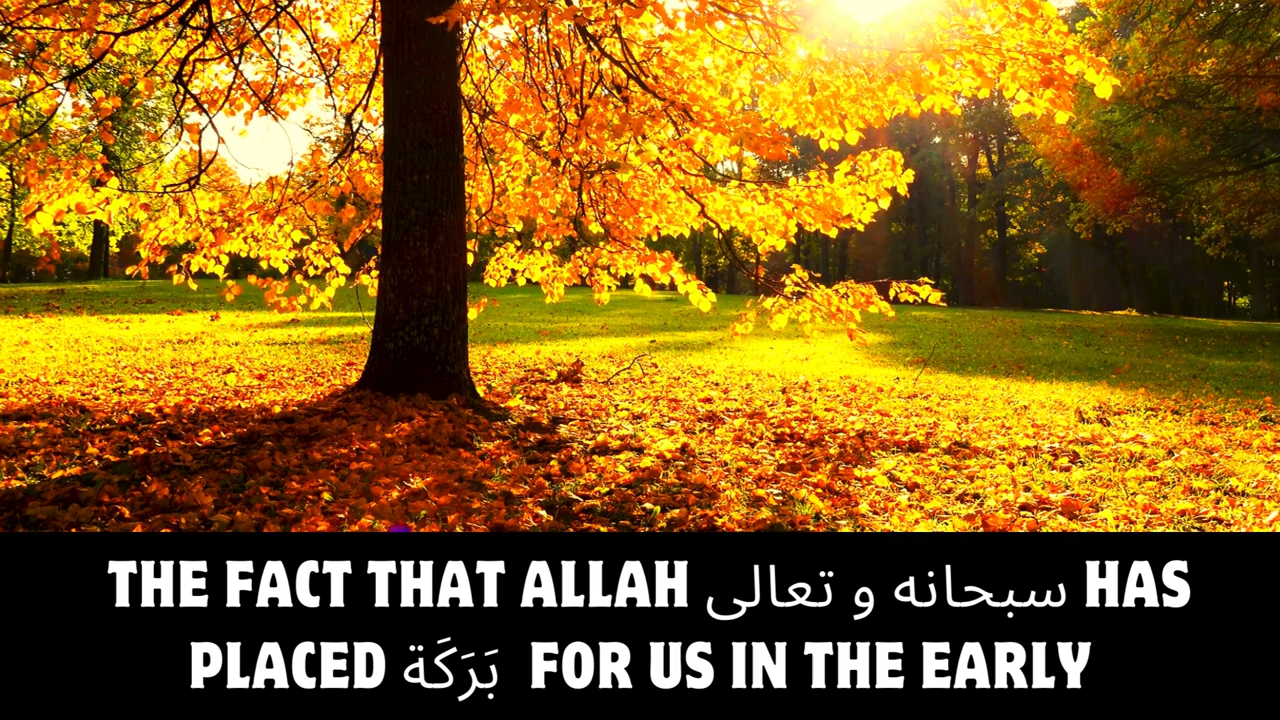 THE FACT THAT ALLAH سبحانه و تعالى HAS
PLACED بَرَكَة FOR US IN THE EARLY